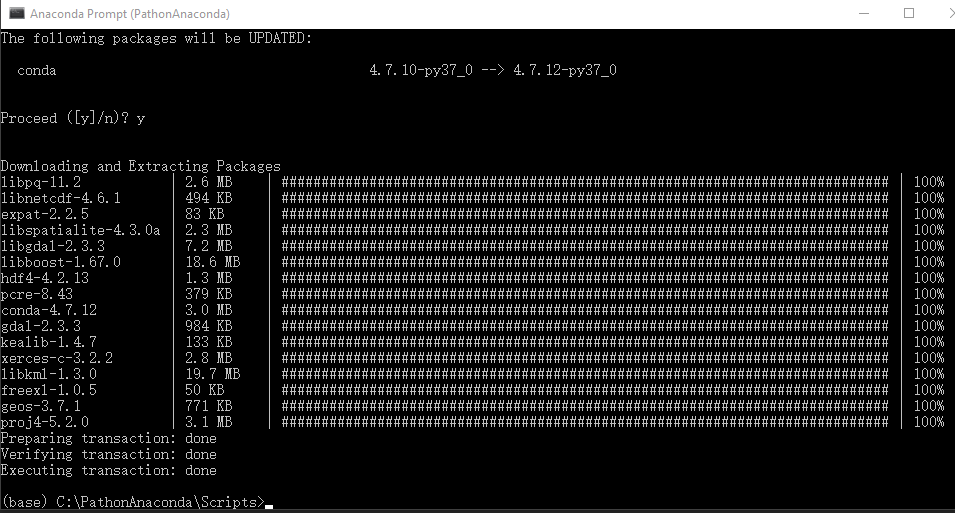 Anaconda Prompt (PathonAnaconda)
The following packages will be UPDATED:
conda 4.7.10-py37_0 --> 4.7.12-py37_0
Proceed ([y]/n)? y
Downloading and Extracting Packages
libpq-11.2 | 2.6 MB | ############################################################################ | 100%
libnetcdf-4.6.1 | 494 KB | ############################################################################ | 100%
expat-2.2.5 | 83 KB | ############################################################################ | 100%
libspatialite-4.3.0a | 2.3 MB | ############################################################################ | 100%
libgdal-2.3.3 | 7.2 MB | ############################################################################ | 100%
libboost-1.67.0 | 18.6 MB | ############################################################################ | 100%
hdf4-4.2.13 | 1.3 MB | ############################################################################ | 100%
pcre-8.43 | 379 KB | ############################################################################ | 100%
conda-4.7.12 | 3.0 MB | ############################################################################ | 100%
gdal-2.3.3 | 984 KB | ############################################################################ | 100%
kealib-1.4.7 | 133 KB | ############################################################################ | 100%
xerces-c-3.2.2 | 2.8 MB | ############################################################################ | 100%
libkml-1.3.0 | 19.7 MB | ############################################################################ | 100%
freexl-1.0.5 | 50 KB | ############################################################################ | 100%
geos-3.7.1 | 771 KB | ############################################################################ | 100%
proj4-5.2.0 | 3.1 MB | ############################################################################ | 100%
Preparing transaction: done
Verifying transaction: done
Executing transaction: done
(base) C:\PathonAnaconda\Scripts>